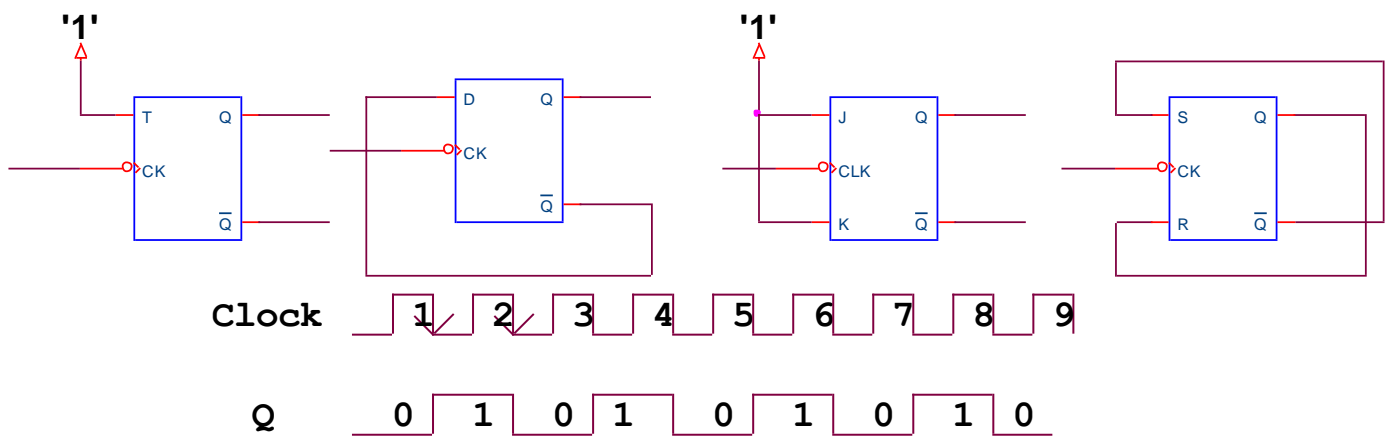 '1' '1'
T Q D Q J Q S Q
CK CK CLK CK
Q Q K Q R Q
Clock 1 2 3 4 5 6 7 8 9
Q 0 1 0 1 0 1 0 1 0